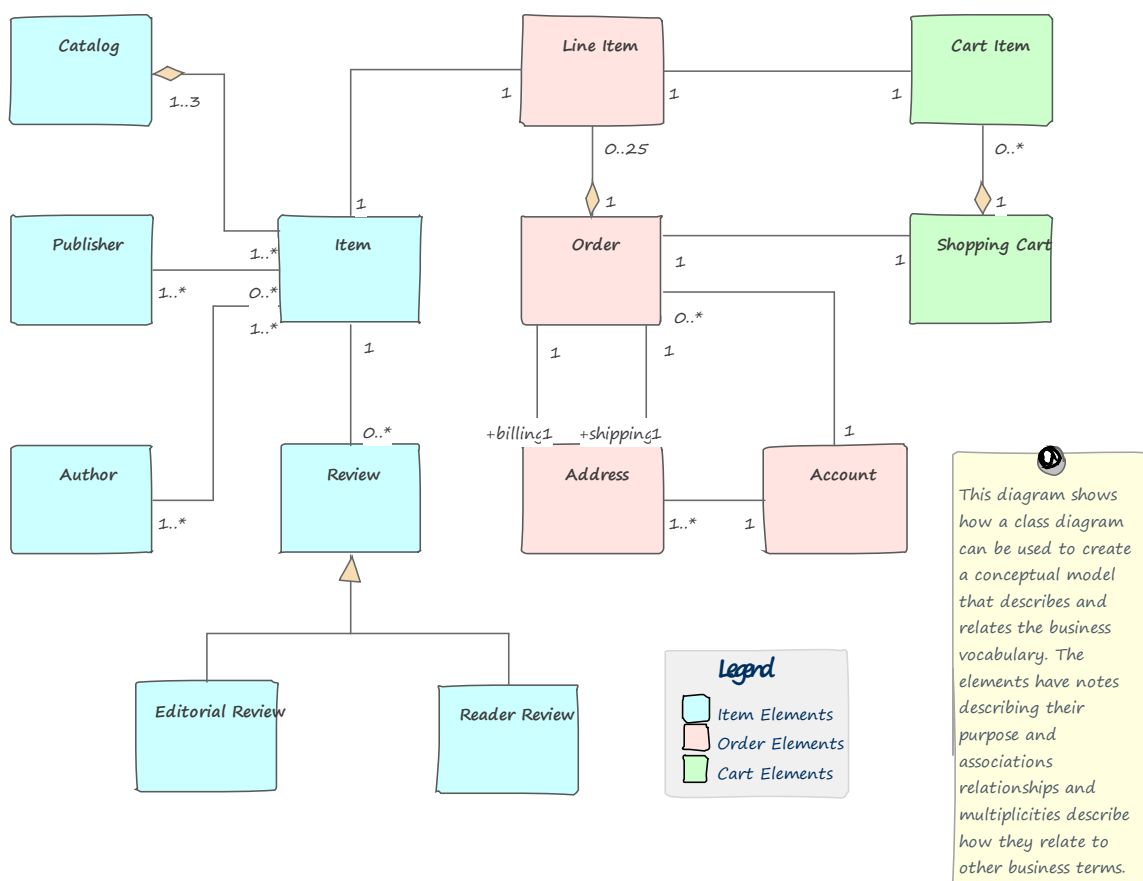 Catalog
Line Item
Cart Item
1..3
1
1
1
0..25
0..*
1
1
1
Publisher
Item
Order
Shopping Cart
1..*
1
1
1..*
0..*
0..*
1..*
1
1
1
0..*
+billing
1
+shipping
1
1
Author
Review
Address
Account
1..*
1..*
1
Editorial Review
Reader Review
Legend
Item Elements
Order Elements
Cart Elements
This diagram shows
how a class diagram
can be used to create
a conceptual model
that describes and
relates the business
vocabulary. The
elements have notes
describing their
purpose and
associations
relationships and
multiplicities describe
how they relate to
other business terms.